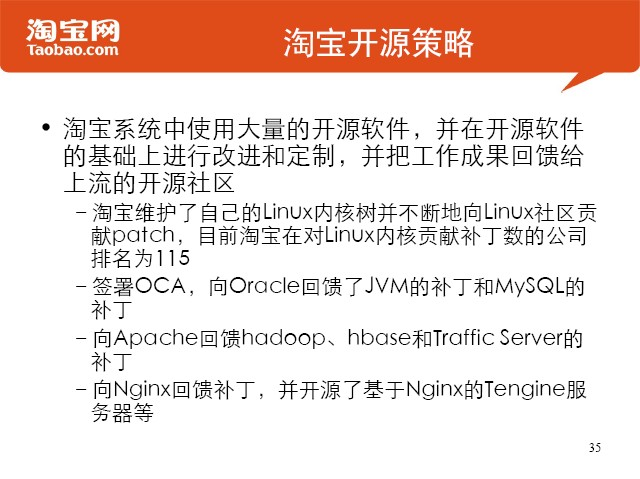 淘宝网
Taobao.com
淘宝开源策略
• 淘宝系统中使用大量的开源软件，并在开源软件
的基础上进行改进和定制，并把工作成果回馈给
上流的开源社区
– 淘宝维护了自己的Linux内核树并不断地向Linux社区贡
献patch，目前淘宝在对Linux内核贡献补丁数的公司
排名为115
– 签署OCA，向Oracle回馈了JVM的补丁和MySQL的
补丁
– 向Apache回馈hadoop、hbase和Traffic Server的
补丁
– 向Nginx回馈补丁，并开源了基于Nginx的Tengine服
务器等
35